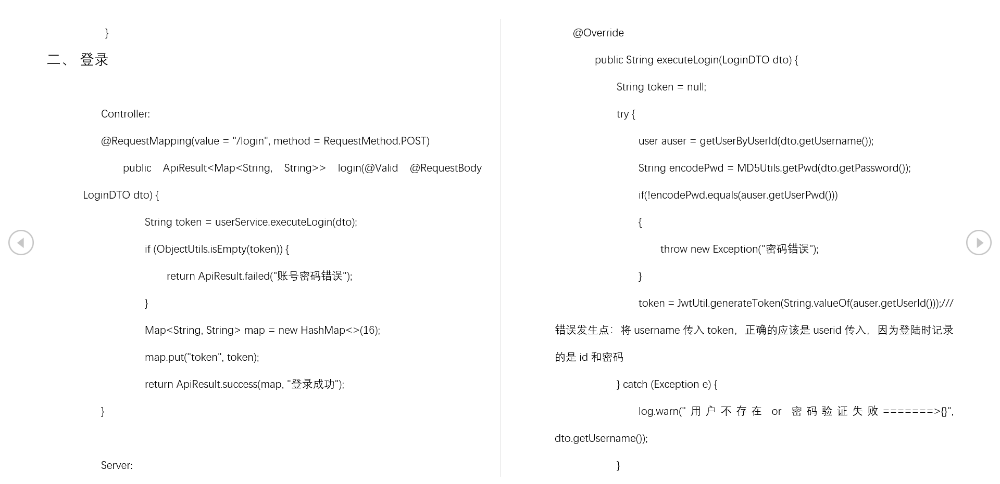 }
二、 登录
Controller:
@RequestMapping(value = "/login", method = RequestMethod.POST)
public ApiResult<Map<String, String>> login(@Valid @RequestBody
LoginDTO dto) {
String token = userService.executeLogin(dto);
if (ObjectUtils.isEmpty(token)) {
return ApiResult.failed("账号密码错误");
}
Map<String, String> map = new HashMap<>(16);
map.put("token", token);
return ApiResult.success(map, "登录成功");
}
Server:
@Override
public String executeLogin(LoginDTO dto) {
String token = null;
try {
user auser = getUserByUserId(dto.getUsername());
String encodePwd = MD5Utils.getPwd(dto.getPassword());
if(!encodePwd.equals(auser.getUserPwd()))
{
throw new Exception("密码错误");
}
token = JwtUtil.generateToken(String.valueOf(auser.getUserId()));///
错误发生点：将 username 传入 token，正确的应该是 userid 传入，因为登陆时记录
的是 id 和密码
} catch (Exception e) {
log.warn("用户不存在 or 密码验证失败=======>{}",
dto.getUsername());
}